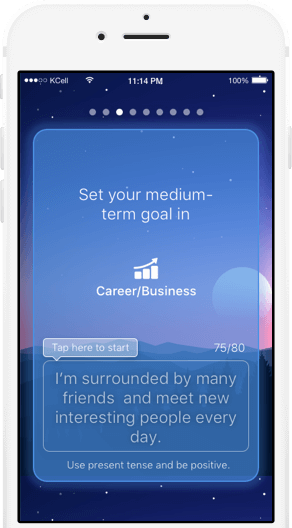 KCell 11:14 PM 100%
Set your medium-
term goal in
Career/Business
Tap here to start 75/80
I'm surrounded by many
friends and meet new
interesting people every
day.
Use present tense and be positive.